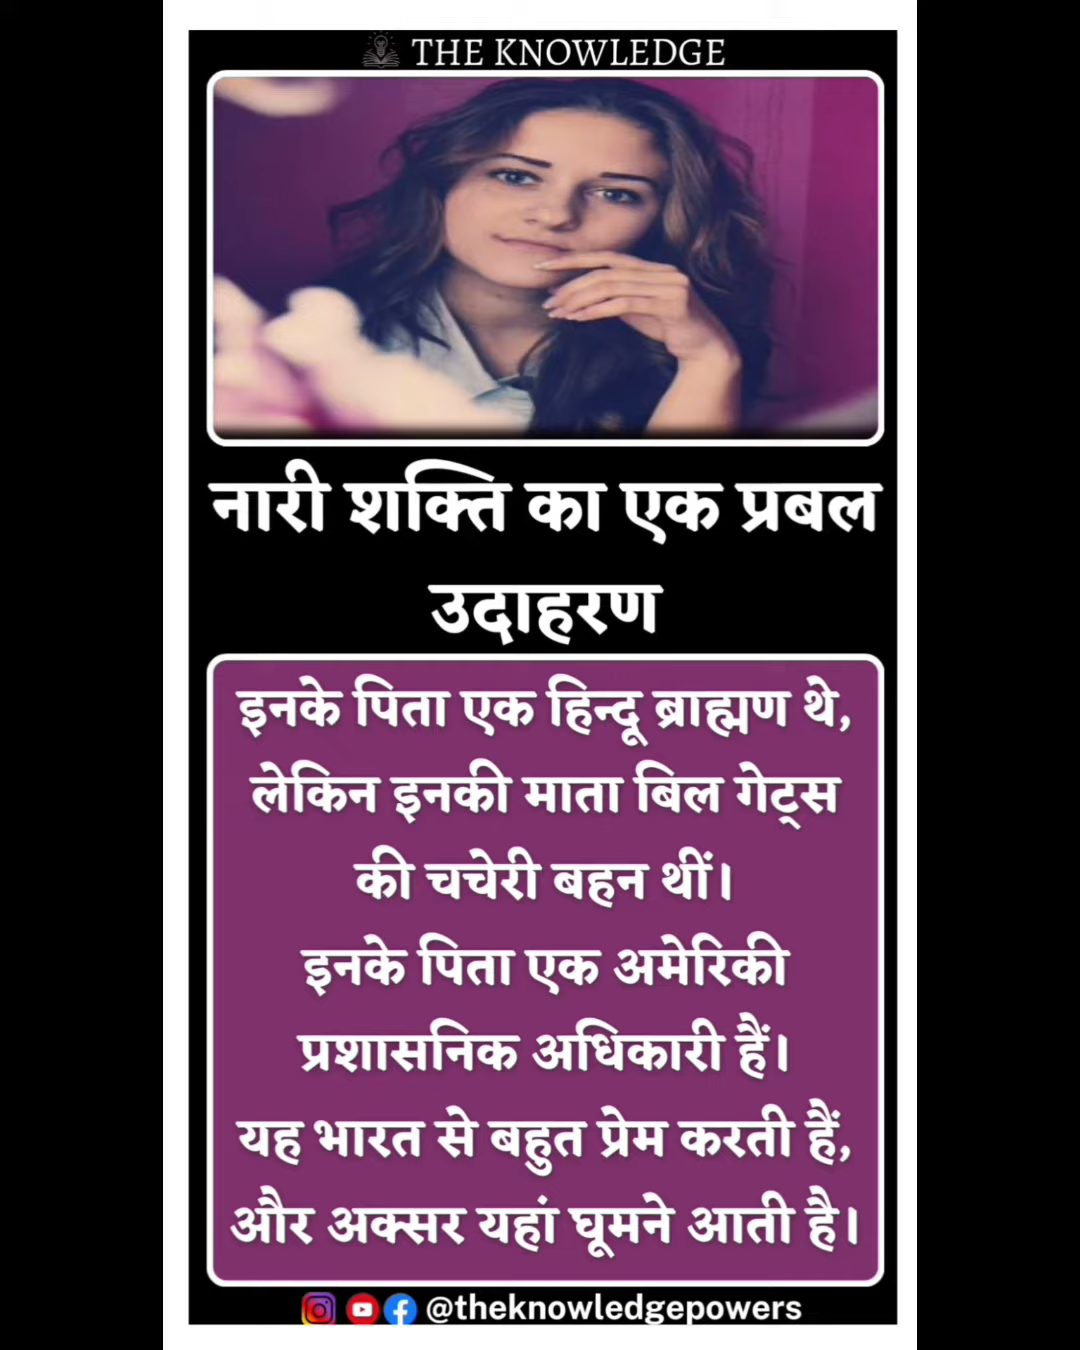 THE KNOWLEDGE
नारी शक्ति का एक प्रबल
उदाहरण
इनके पिता एक हिन्दू ब्राह्मण थे,
लेकिन इनकी माता बिल गेट्स
की चचेरी बहन थीं।
इनके पिता एक अमेरिकी
प्रशासनिक अधिकारी हैं।
यह भारत से बहुत प्रेम करती हैं,
और अक्सर यहां घूमने आती है।
@theknowledgepowers